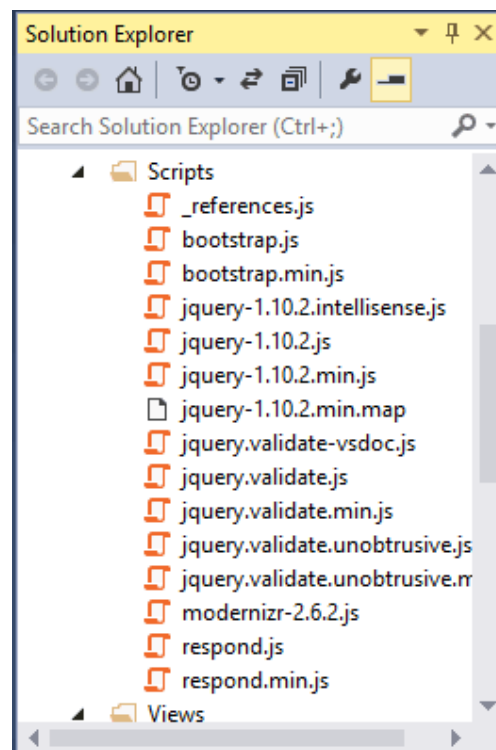 Solution Explorer
Search Solution Explorer (Ctrl+;)
Scripts
_references.js
bootstrap.js
bootstrap.min.js
jquery-1.10.2.intellisense.js
jquery-1.10.2.js
jquery-1.10.2.min.js
jquery-1.10.2.min.map
jquery.validate-vsdoc.js
jquery.validate.js
jquery.validate.min.js
jquery.validate.unobtrusive.js
jquery.validate.unobtrusive.m
modernizr-2.6.2.js
respond.js
respond.min.js
Views